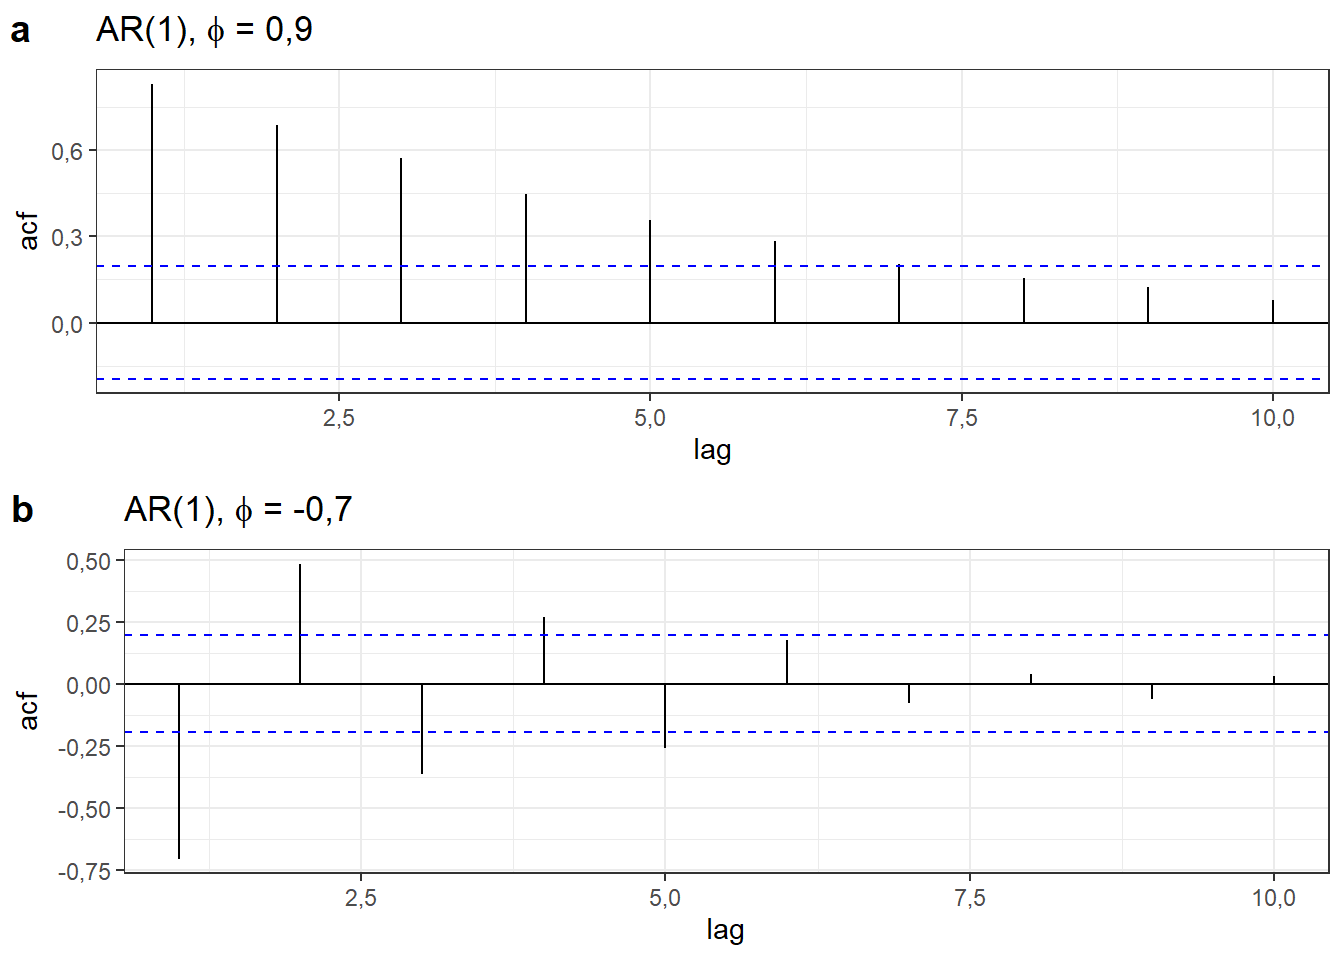 a AR(1), ϕ = 0,9
acf
0,6
0,3
0,0
2,5 5,0 7,5 10,0
lag
b AR(1), ϕ = -0,7
acf
0,50
0,25
0,00
-0,25
-0,50
-0,75
2,5 5,0 7,5 10,0
lag